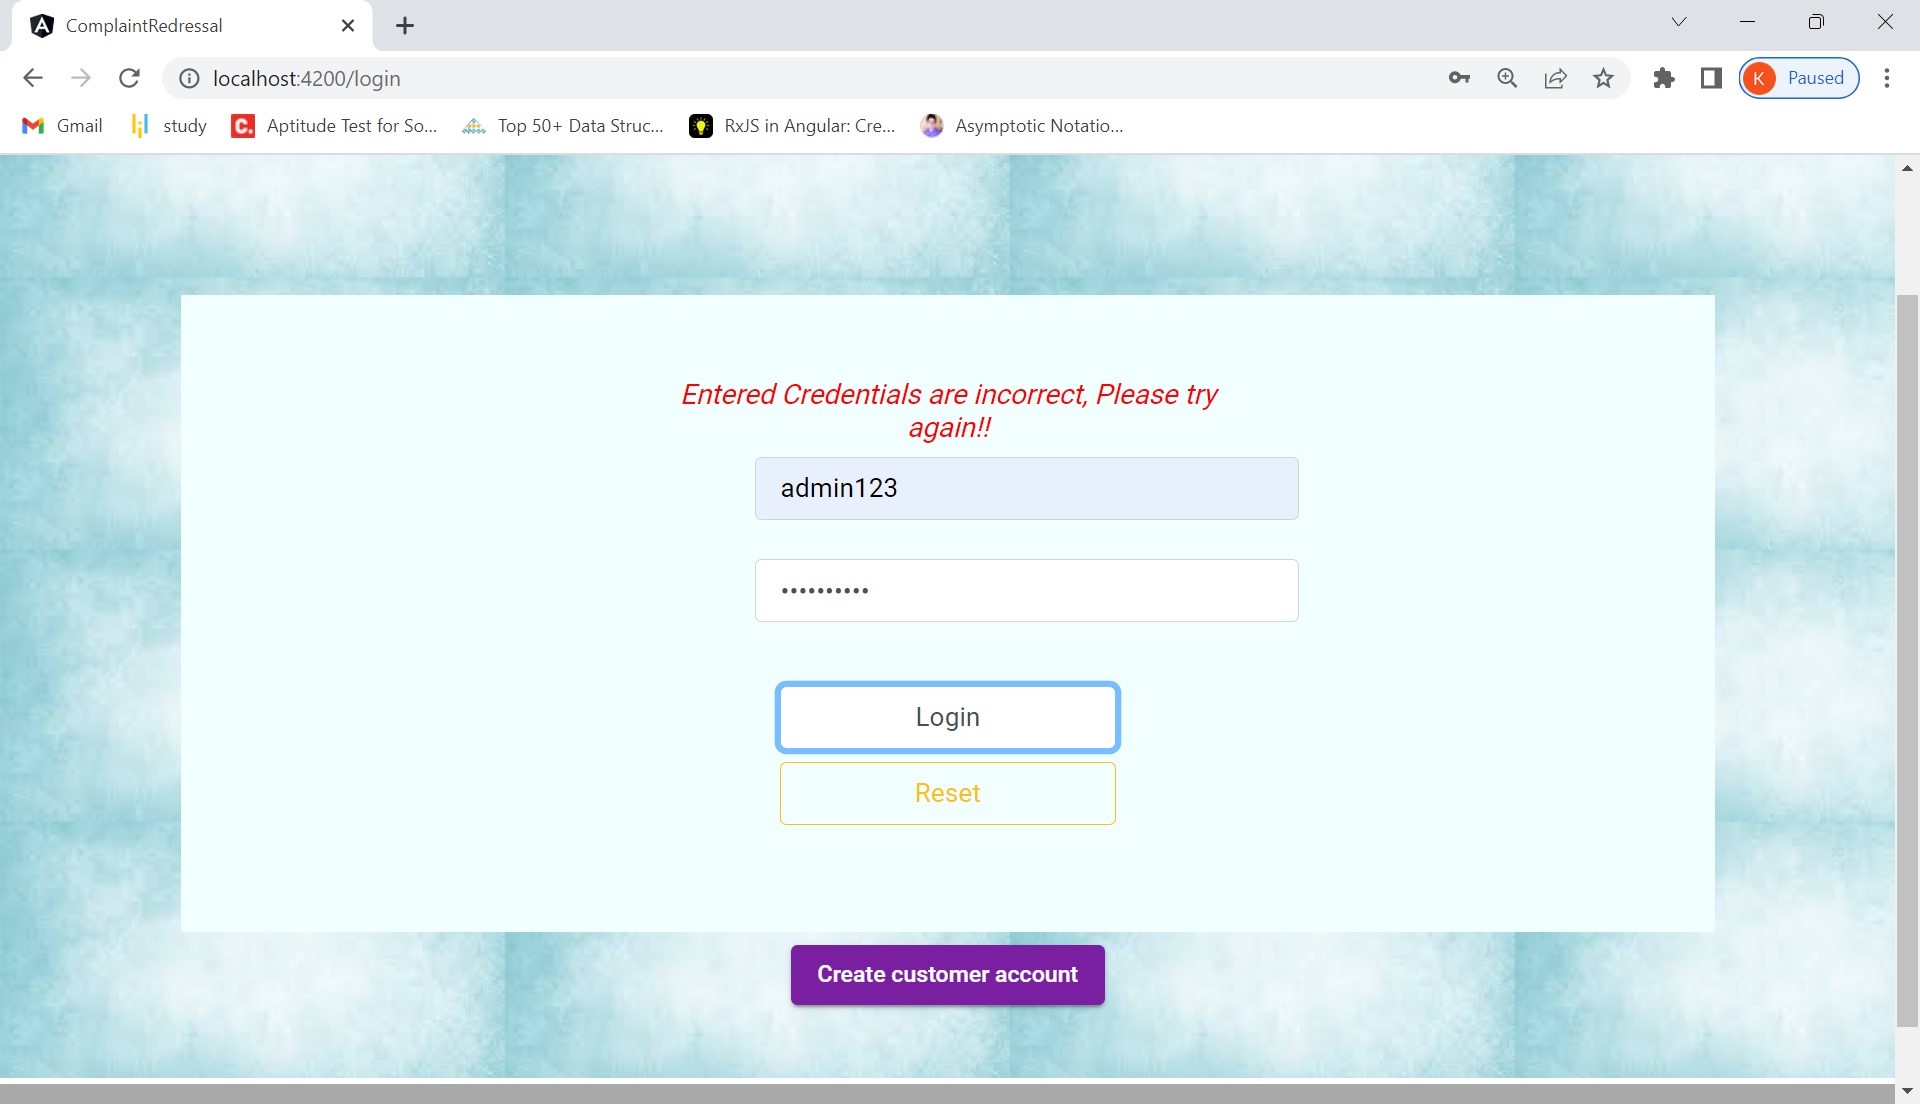 ComplaintRedressal
localhost:4200/login
K Paused
Gmail
study
C. Aptitude Test for So...
Top 50+ Data Struc...
RxJS in Angular: Cre...
Asymptotic Notatio...
Entered Credentials are incorrect, Please try
again!!
admin123
••••••••••
Login
Reset
Create customer account